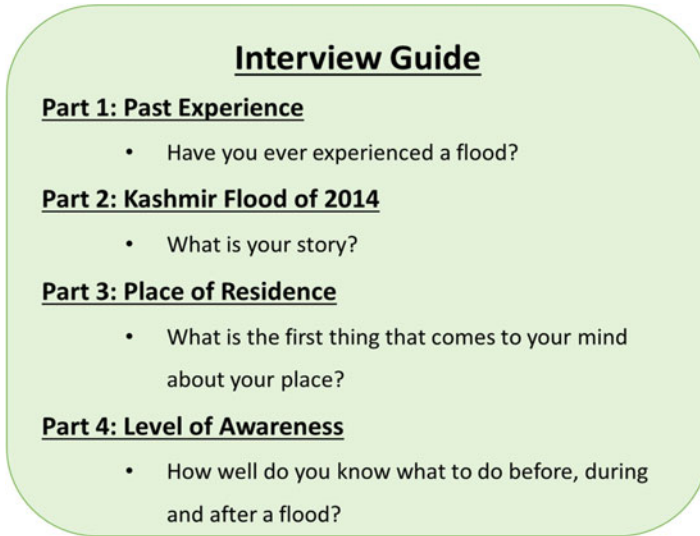 Interview Guide
Part 1: Past Experience
• Have you ever experienced a flood?
Part 2: Kashmir Flood of 2014
• What is your story?
Part 3: Place of Residence
• What is the first thing that comes to your mind
about your place?
Part 4: Level of Awareness
• How well do you know what to do before, during
and after a flood?